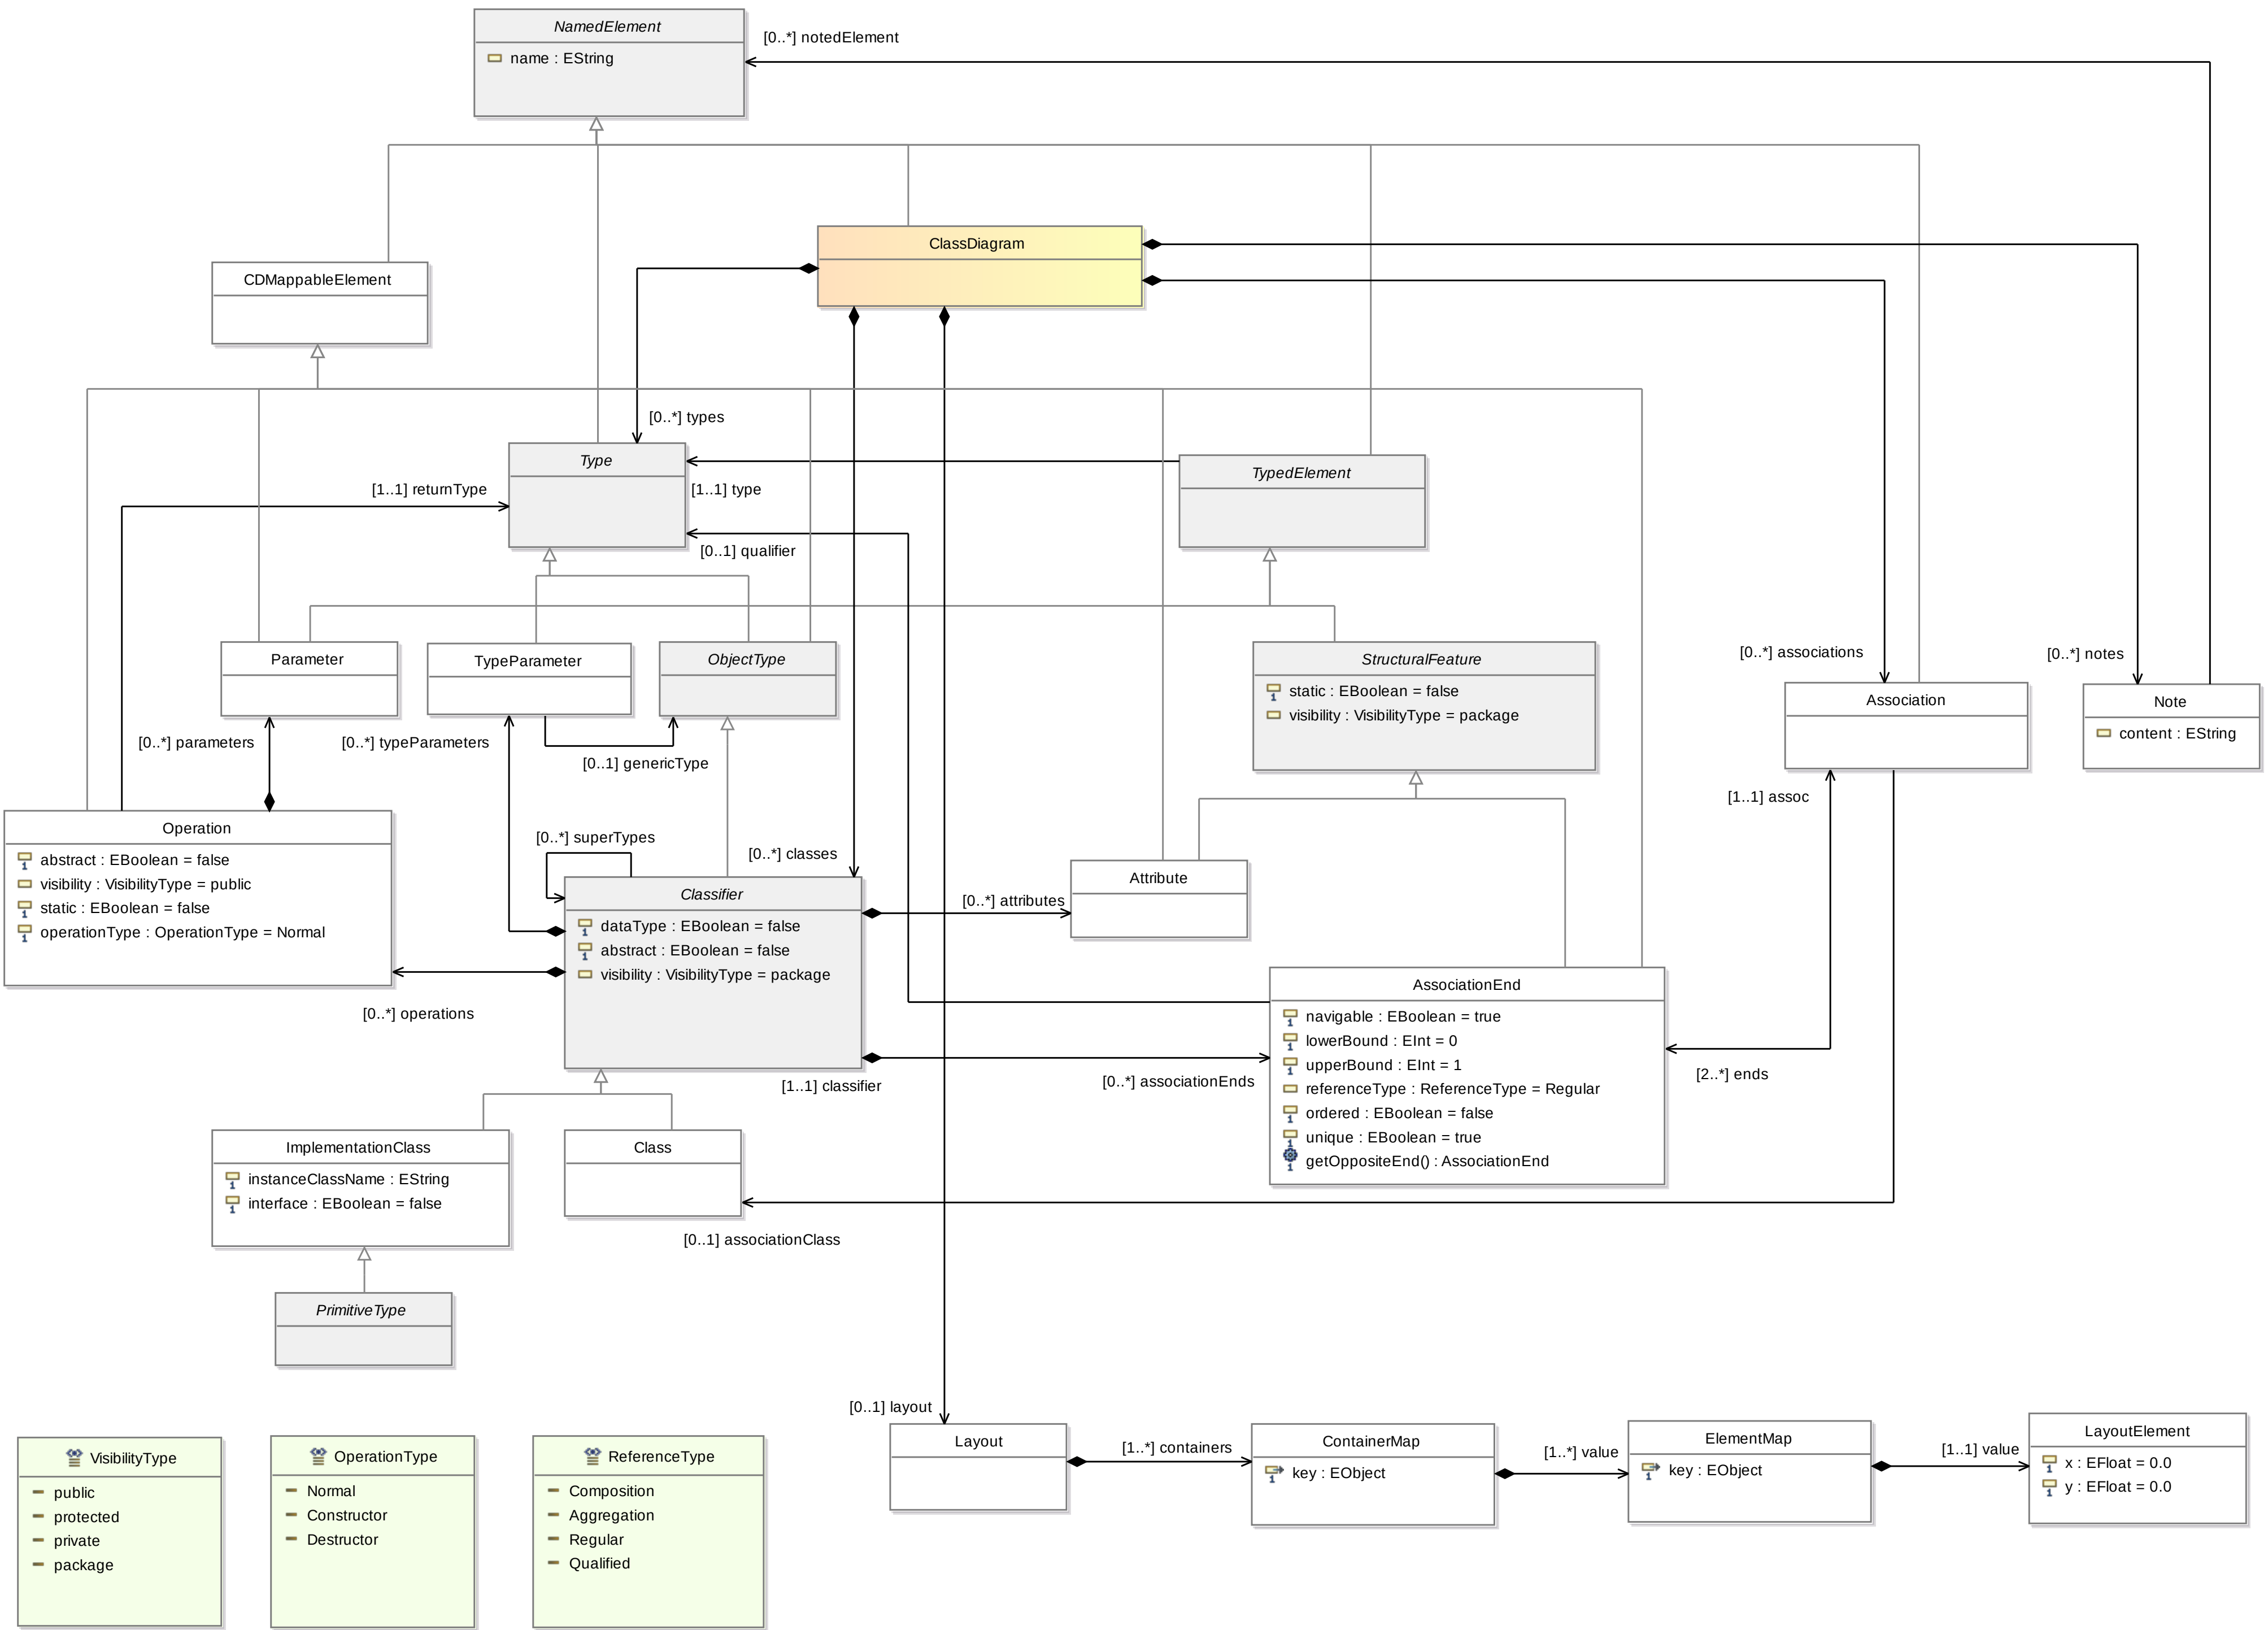 NamedElement
name : EString
[0..*] notedElement
ClassDiagram
CDMappableElement
[0..*] types
Type
[1..1] returnType
[1..1] type
[0..1] qualifier
TypedElement
Parameter
TypeParameter
ObjectType
StructuralFeature
static : EBoolean = false
visibility : VisibilityType = package
[0..*] associations
[0..*] notes
Association
Note
content : EString
[0..*] parameters
[0..*] typeParameters
[0..1] genericType
[1..1] assoc
Operation
abstract : EBoolean = false
visibility : VisibilityType = public
static : EBoolean = false
operationType : OperationType = Normal
[0..*] superTypes
[0..*] classes
Classifier
dataType : EBoolean = false
abstract : EBoolean = false
visibility : VisibilityType = package
[0..*] attributes
Attribute
[0..*] operations
AssociationEnd
navigable : EBoolean = true
lowerBound : EInt = 0
upperBound : EInt = 1
referenceType : ReferenceType = Regular
ordered : EBoolean = false
unique : EBoolean = true
getOppositeEnd() : AssociationEnd
[1..1] classifier
[0..*] associationEnds
[2..*] ends
ImplementationClass
instanceClassName : EString
interface : EBoolean = false
Class
[0..1] associationClass
PrimitiveType
[0..1] layout
Layout
[1..*] containers
ContainerMap
key : EObject
[1..*] value
ElementMap
key : EObject
[1..1] value
LayoutElement
x : EFloat = 0.0
y : EFloat = 0.0
VisibilityType
public
protected
private
package
OperationType
Normal
Constructor
Destructor
ReferenceType
Composition
Aggregation
Regular
Qualified